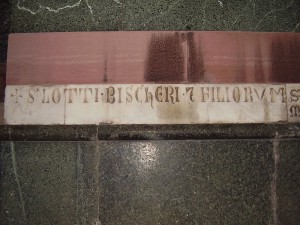 + S' LOTTI · BISCHERI · 7 FILIORVM S